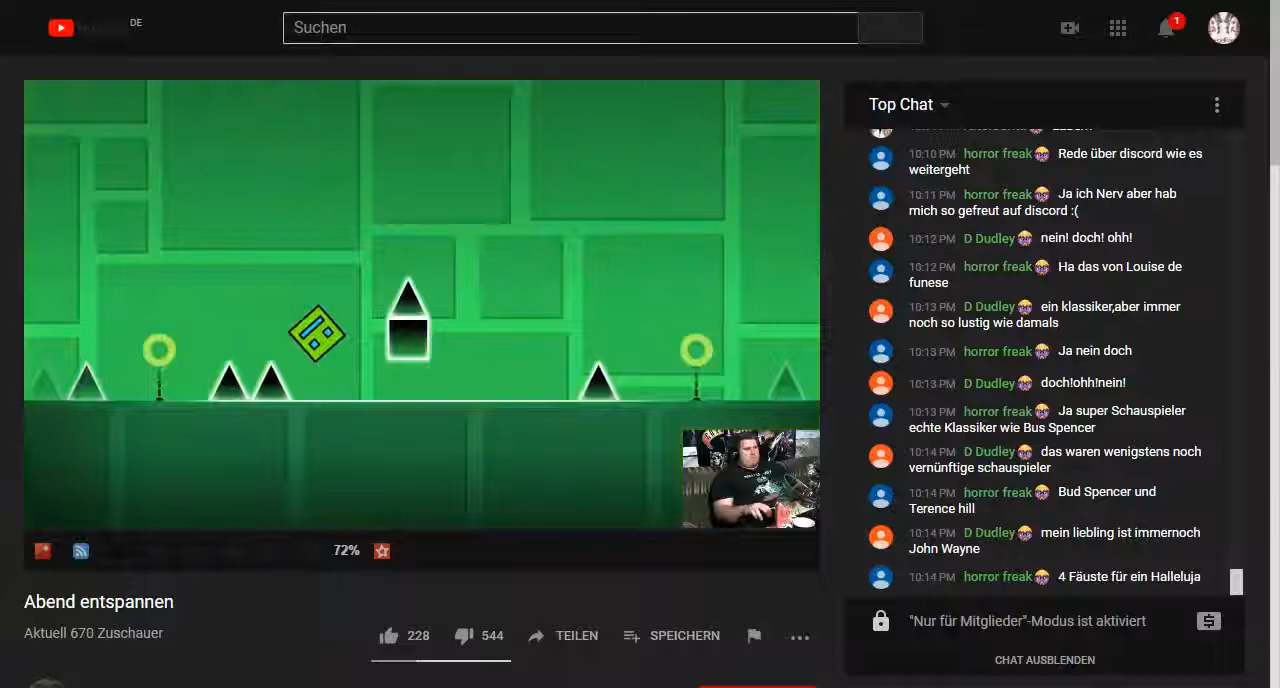 DE
Suchen
1
72%
Abend entspannen
Aktuell 670 Zuschauer
228
544
TEILEN
SPEICHERN
Top Chat
10:10 PM horror freak Rede über discord wie es
weitergeht
10:11 PM horror freak Ja ich Nerv aber hab
mich so gefreut auf discord :(
10:12 PM D Dudley nein! doch! ohh!
10:12 PM horror freak Ha das von Louise de
funese
10:13 PM D Dudley ein klassiker,aber immer
noch so lustig wie damals
10:13 PM horror freak Ja nein doch
10:13 PM D Dudley doch!ohh!nein!
10:13 PM horror freak Ja super Schauspieler
echte Klassiker wie Bus Spencer
10:14 PM D Dudley das waren wenigstens noch
vernünftige schauspieler
10:14 PM horror freak Bud Spencer und
Terence hill
10:14 PM D Dudley mein liebling ist immernoch
John Wayne
10:14 PM horror freak 4 Fäuste für ein Halleluja
"Nur für Mitglieder"-Modus ist aktiviert
CHAT AUSBLENDEN